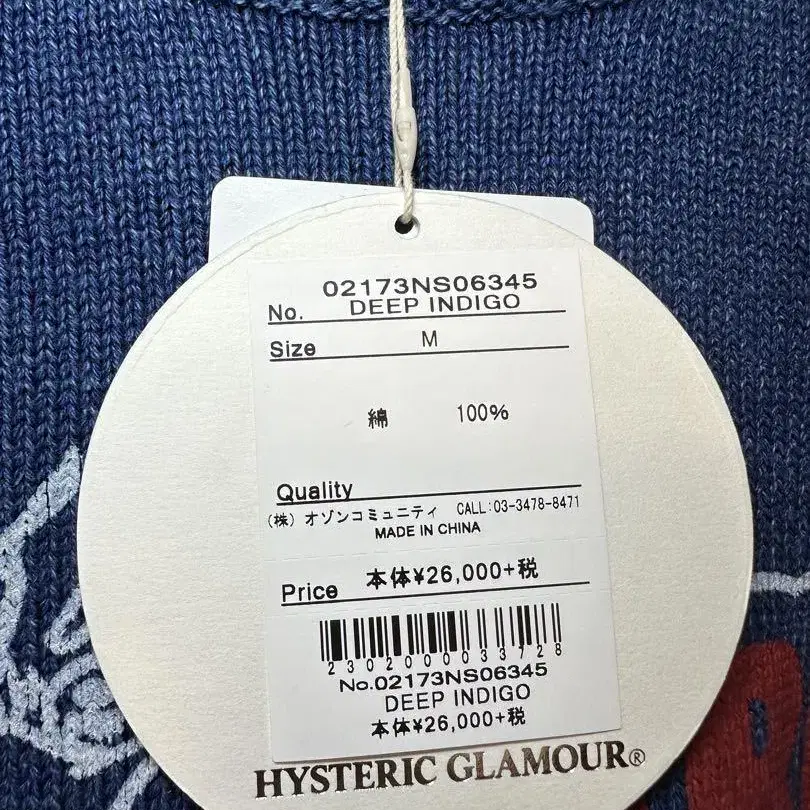 02173NS06345
No. DEEP INDIGO
Size M
綿 100%
Quality
(株) オゾンコミュニティ CALL:03-3478-8471
MADE IN CHINA
Price 本体¥26,000+税
2302000033728
No.02173NS06345
DEEP INDIGO
本体¥26,000+税
HYSTERIC GLAMOUR®